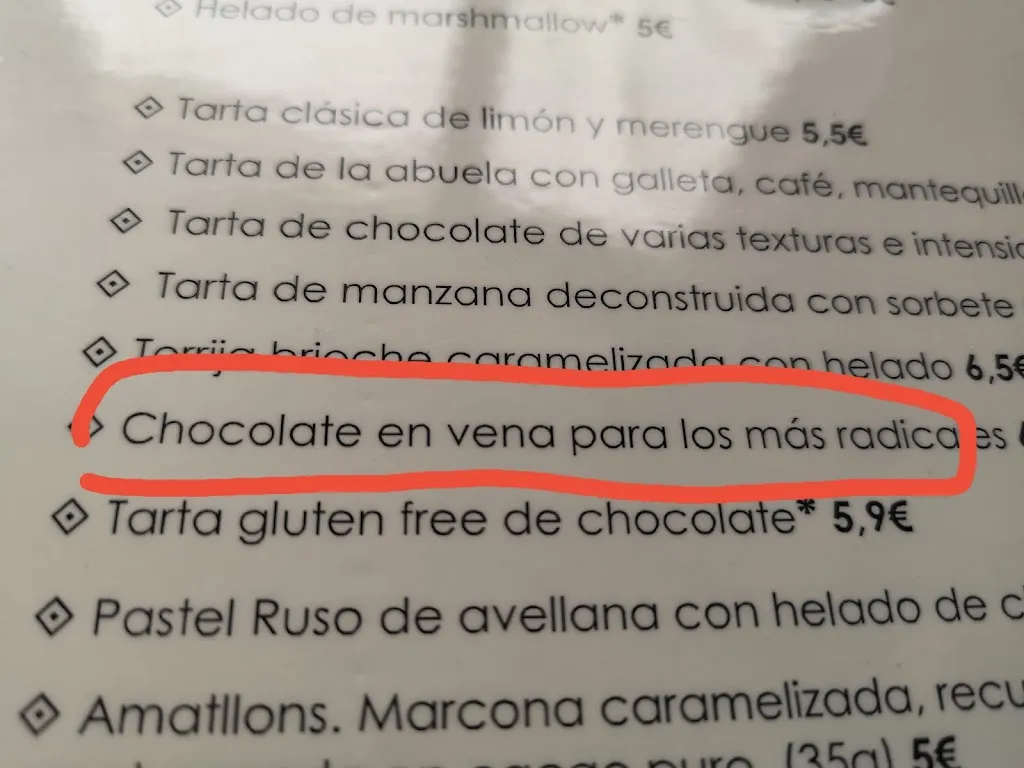 Helado de marshmallow* 5€
Tarta clásica de limón y merengue 5,5€
Tarta de la abuela con galleta, café, mantequill
Tarta de chocolate de varias texturas e intensi
Tarta de manzana deconstruida con sorbete
Torrija brioche caramelizada con helado 6,5€
Chocolate en vena para los más radicales
Tarta gluten free de chocolate* 5,9€
Pastel Ruso de avellana con helado de c
Amatllons. Marcona caramelizada, recu
cacao puro. (35g) 5€